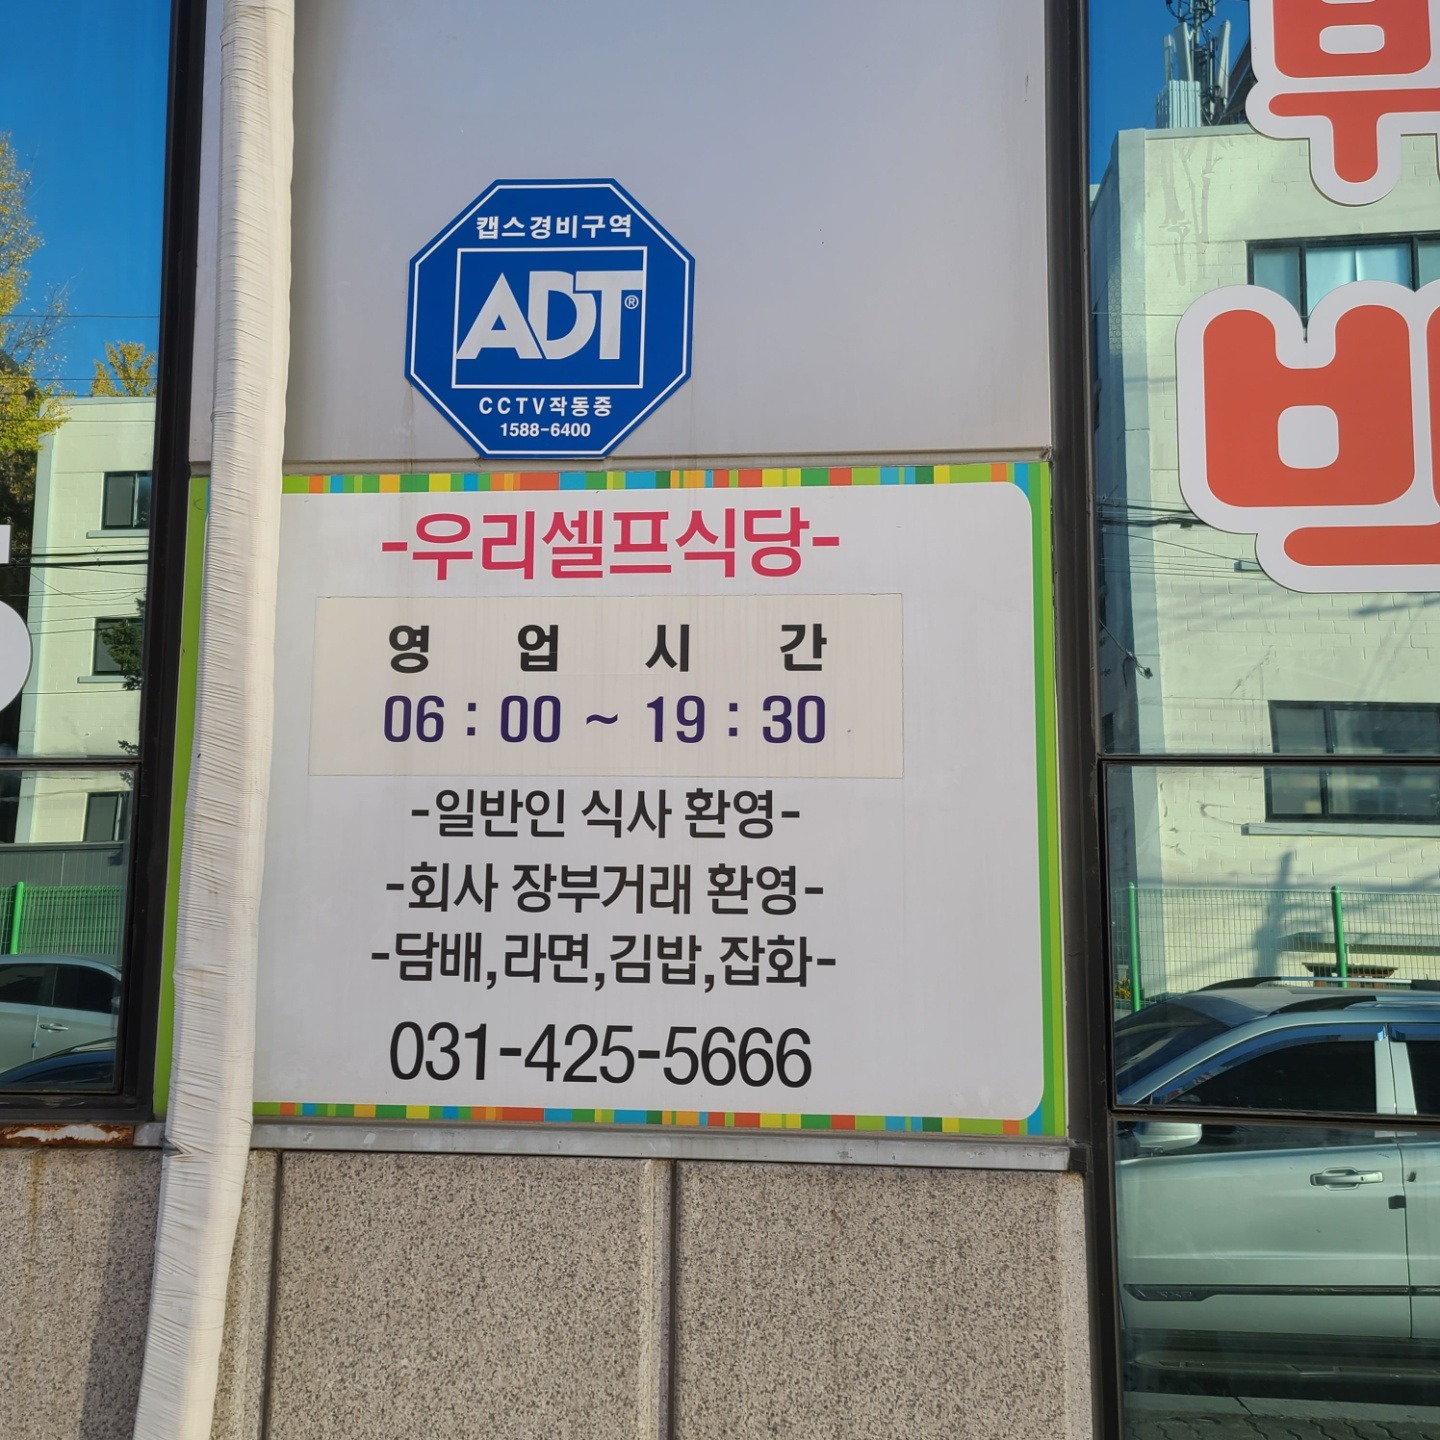 캡스경비구역
ADT®
CCTV작동중
1588-6400
-우리셀프식당-
영 업 시 간
06 : 00 ~ 19 : 30
-일반인 식사 환영-
-회사 장부거래 환영-
-담배,라면,김밥,잡화-
031-425-5666